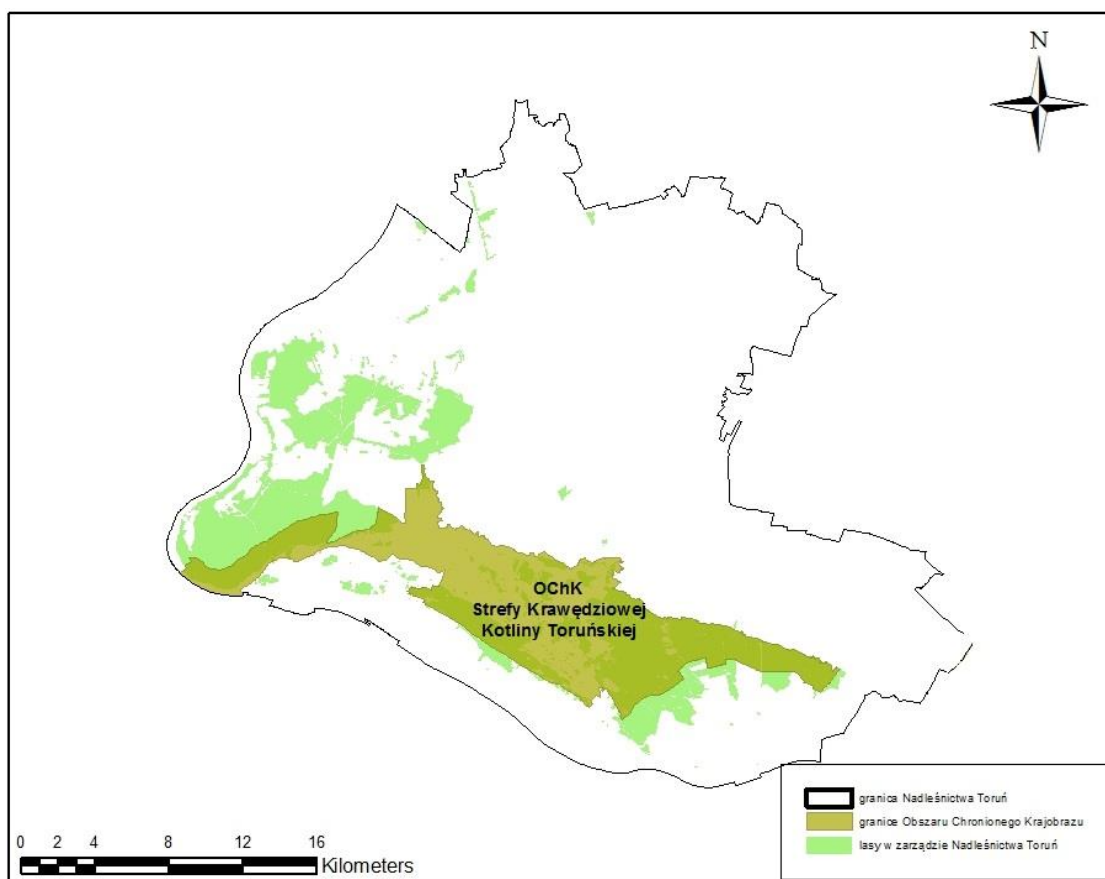 N
OChK
Strefy Krawędziowej
Kotliny Toruńskiej
granica Nadleśnictwa Toruń
granice Obszaru Chronionego Krajobrazu
lasy w zarządzie Nadleśnictwa Toruń
0 2 4 8 12 16
Kilometers